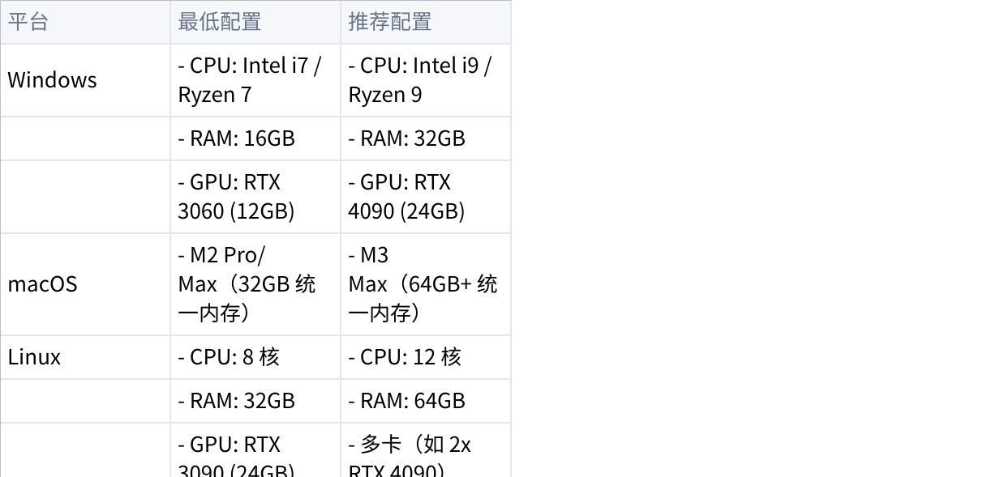 平台 最低配置 推荐配置
Windows
- CPU: Intel i7 /
Ryzen 7
- CPU: Intel i9 /
Ryzen 9
- RAM: 16GB
- RAM: 32GB
- GPU: RTX
3060 (12GB)
- GPU: RTX
4090 (24GB)
macOS
- M2 Pro/
Max（32GB 统
一内存）
- M3
Max（64GB+ 统
一内存）
Linux
- CPU: 8 核
- CPU: 12 核
- RAM: 32GB
- RAM: 64GB
- GPU: RTX
3090 (24GB)
- 多卡（如 2x
RTX 4090）